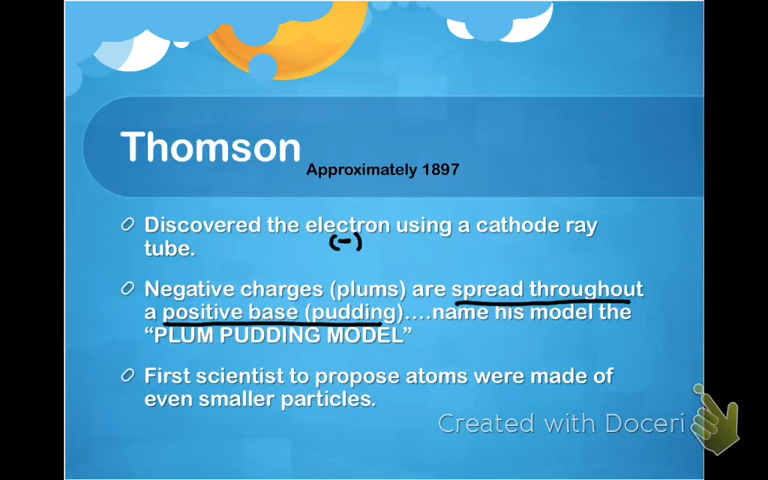 Thomson
Approximately 1897
Discovered the electron using a cathode ray
(-)
tube.
Negative charges (plums) are spread throughout
a positive base (pudding)....name his model the
“PLUM PUDDING MODEL”
First scientist to propose atoms were made of
even smaller particles.
Created with Doceri